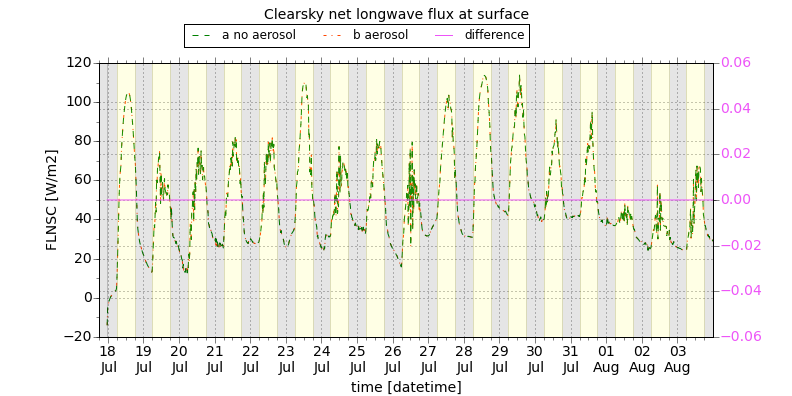 Clearsky net longwave flux at surface
a no aerosol b aerosol difference
120 0.06
100 0.04
80 0.02
60 0.00
40 −0.02
20
0 −0.04
−20 −0.06
FLNSC [W/m2]
18 19 20 21 22 23 24 25 26 27 28 29 30 31 01 02 03
Jul Jul Jul Jul Jul Jul Jul Jul Jul Jul Jul Jul Jul Jul Aug Aug Aug
time [datetime]